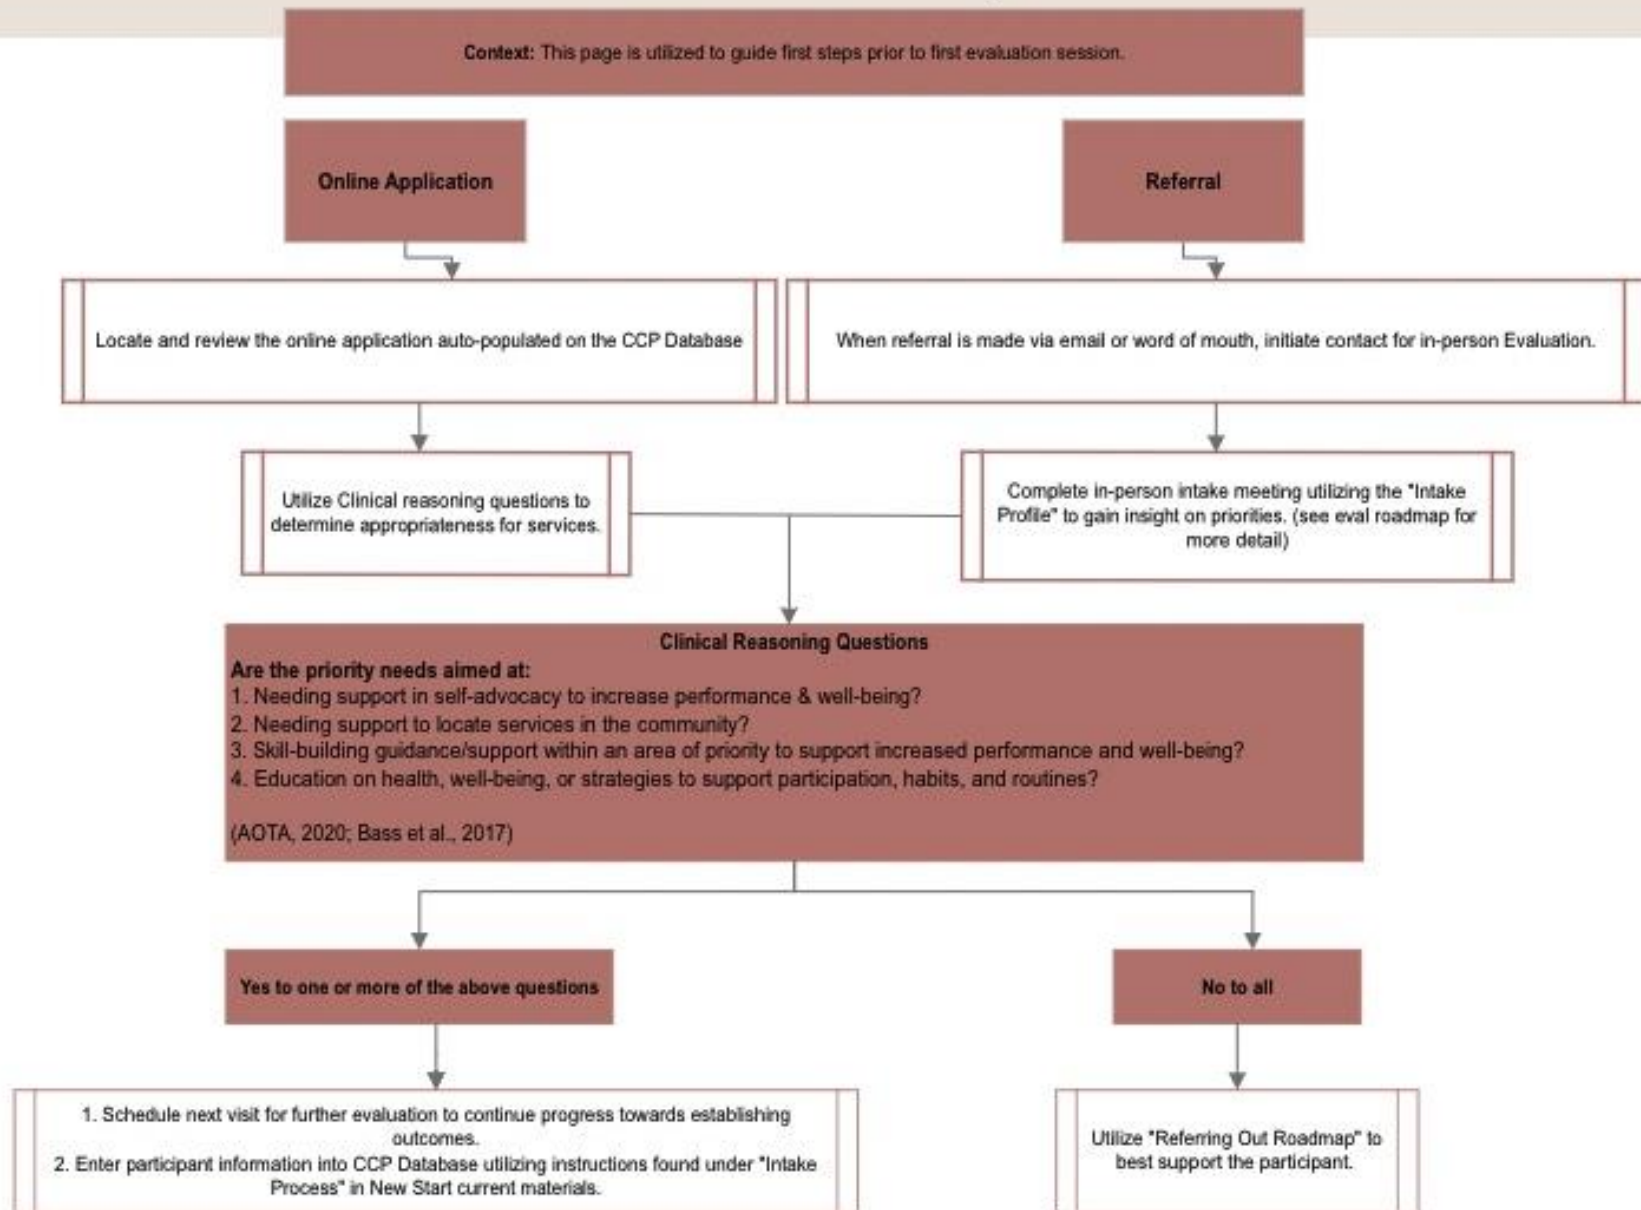 Context: This page is utilized to guide first steps prior to first evaluation session.
Online Application
Referral
Locate and review the online application auto-populated on the CCP Database
When referral is made via email or word of mouth, initiate contact for in-person Evaluation.
Utilize Clinical reasoning questions to
determine appropriateness for services.
Complete in-person intake meeting utilizing the "Intake
Profile" to gain insight on priorities. (see eval roadmap for
more detail)
Clinical Reasoning Questions
Are the priority needs aimed at:
1. Needing support in self-advocacy to increase performance & well-being?
2. Needing support to locate services in the community?
3. Skill-building guidance/support within an area of priority to support increased performance and well-being?
4. Education on health, well-being, or strategies to support participation, habits, and routines?
(AOTA, 2020; Bass et al., 2017)
Yes to one or more of the above questions
No to all
1. Schedule next visit for further evaluation to continue progress towards establishing
outcomes.
2. Enter participant information into CCP Database utilizing instructions found under "Intake
Process" in New Start current materials.
Utilize "Referring Out Roadmap" to
best support the participant.